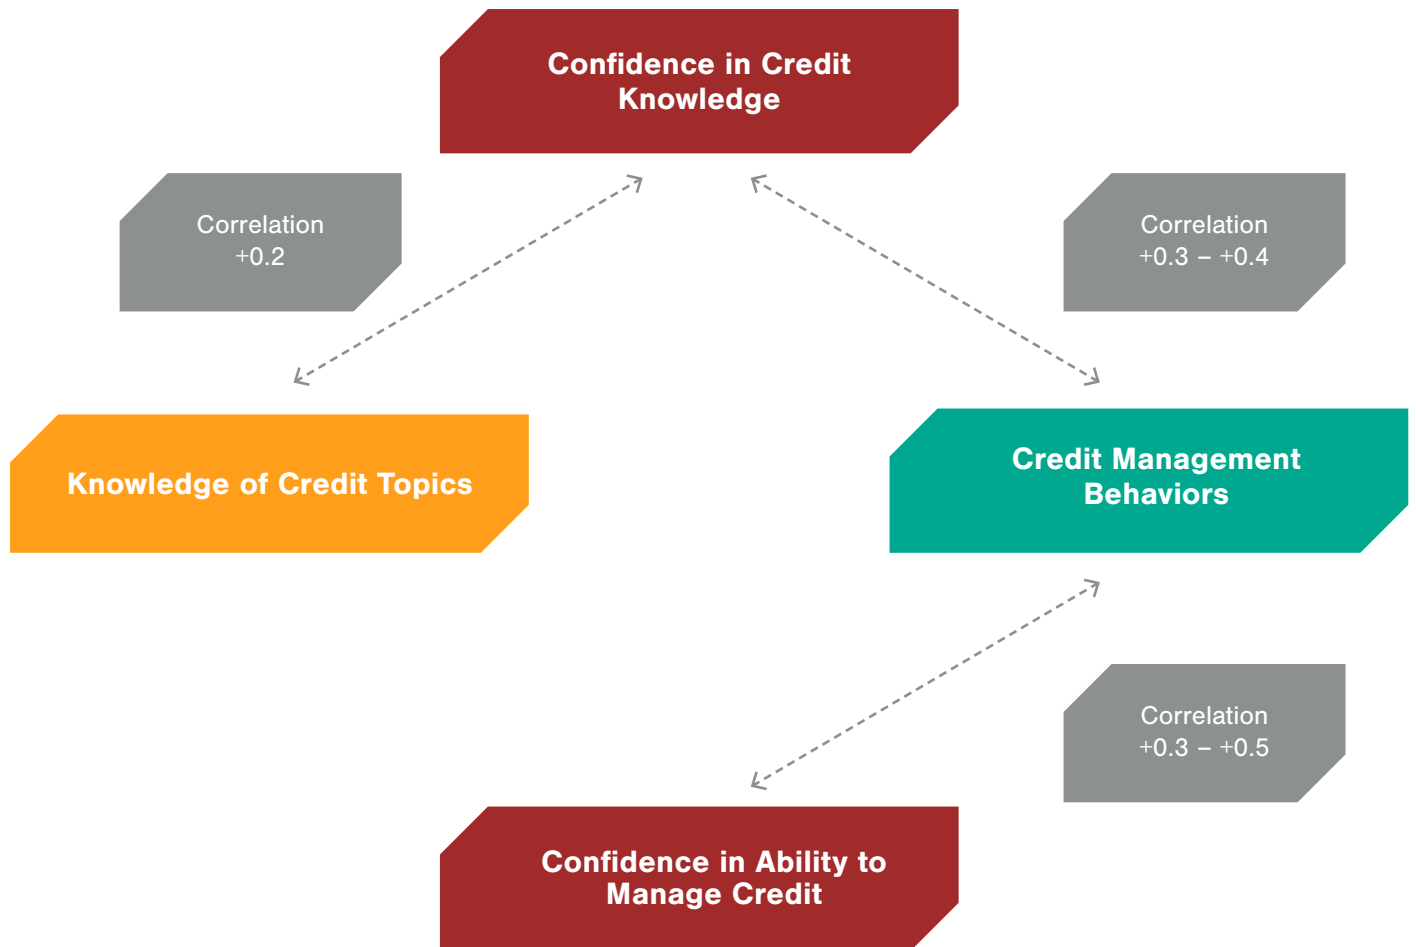 Confidence in Credit
Knowledge
Correlation
+0.2
Correlation
+0.3 – +0.4
Knowledge of Credit Topics
Credit Management
Behaviors
Correlation
+0.3 – +0.5
Confidence in Ability to
Manage Credit